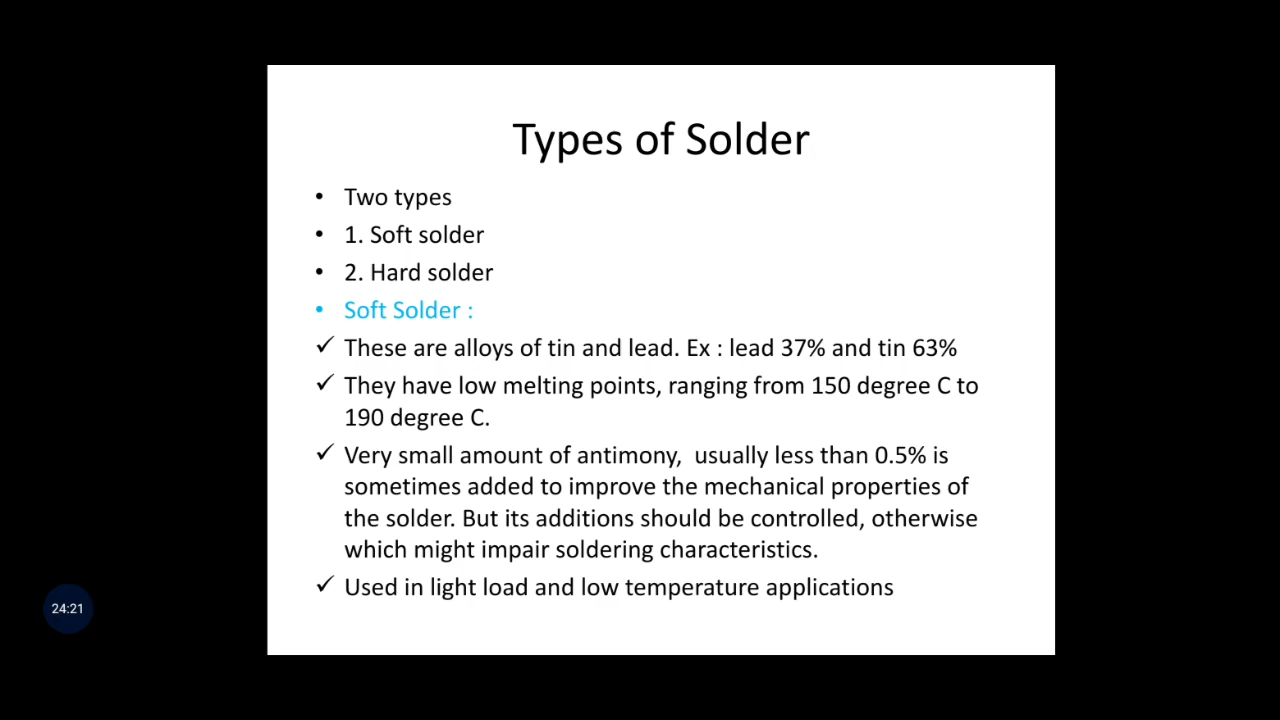 Types of Solder
• Two types
• 1. Soft solder
• 2. Hard solder
• Soft Solder :
✓ These are alloys of tin and lead. Ex : lead 37% and tin 63%
✓ They have low melting points, ranging from 150 degree C to
190 degree C.
✓ Very small amount of antimony,  usually less than 0.5% is
sometimes added to improve the mechanical properties of
the solder. But its additions should be controlled, otherwise
which might impair soldering characteristics.
✓ Used in light load and low temperature applications
24:21